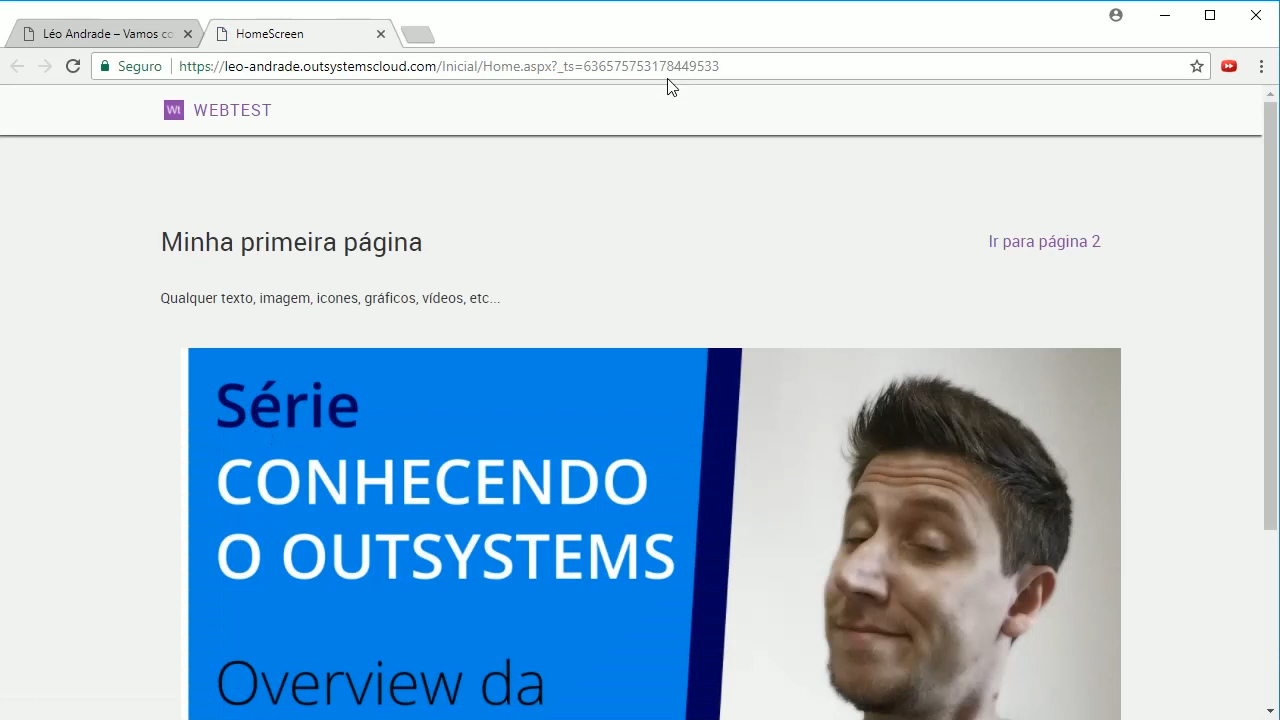 Léo Andrade – Vamos co
HomeScreen
Seguro
https://leo-andrade.outsystemscloud.com/Inicial/Home.aspx?_ts=636575753178449533
Wt
WEBTEST
Minha primeira página
Ir para página 2
Qualquer texto, imagem, icones, gráficos, vídeos, etc...
Série
CONHECENDO
O OUTSYSTEMS
Overview da